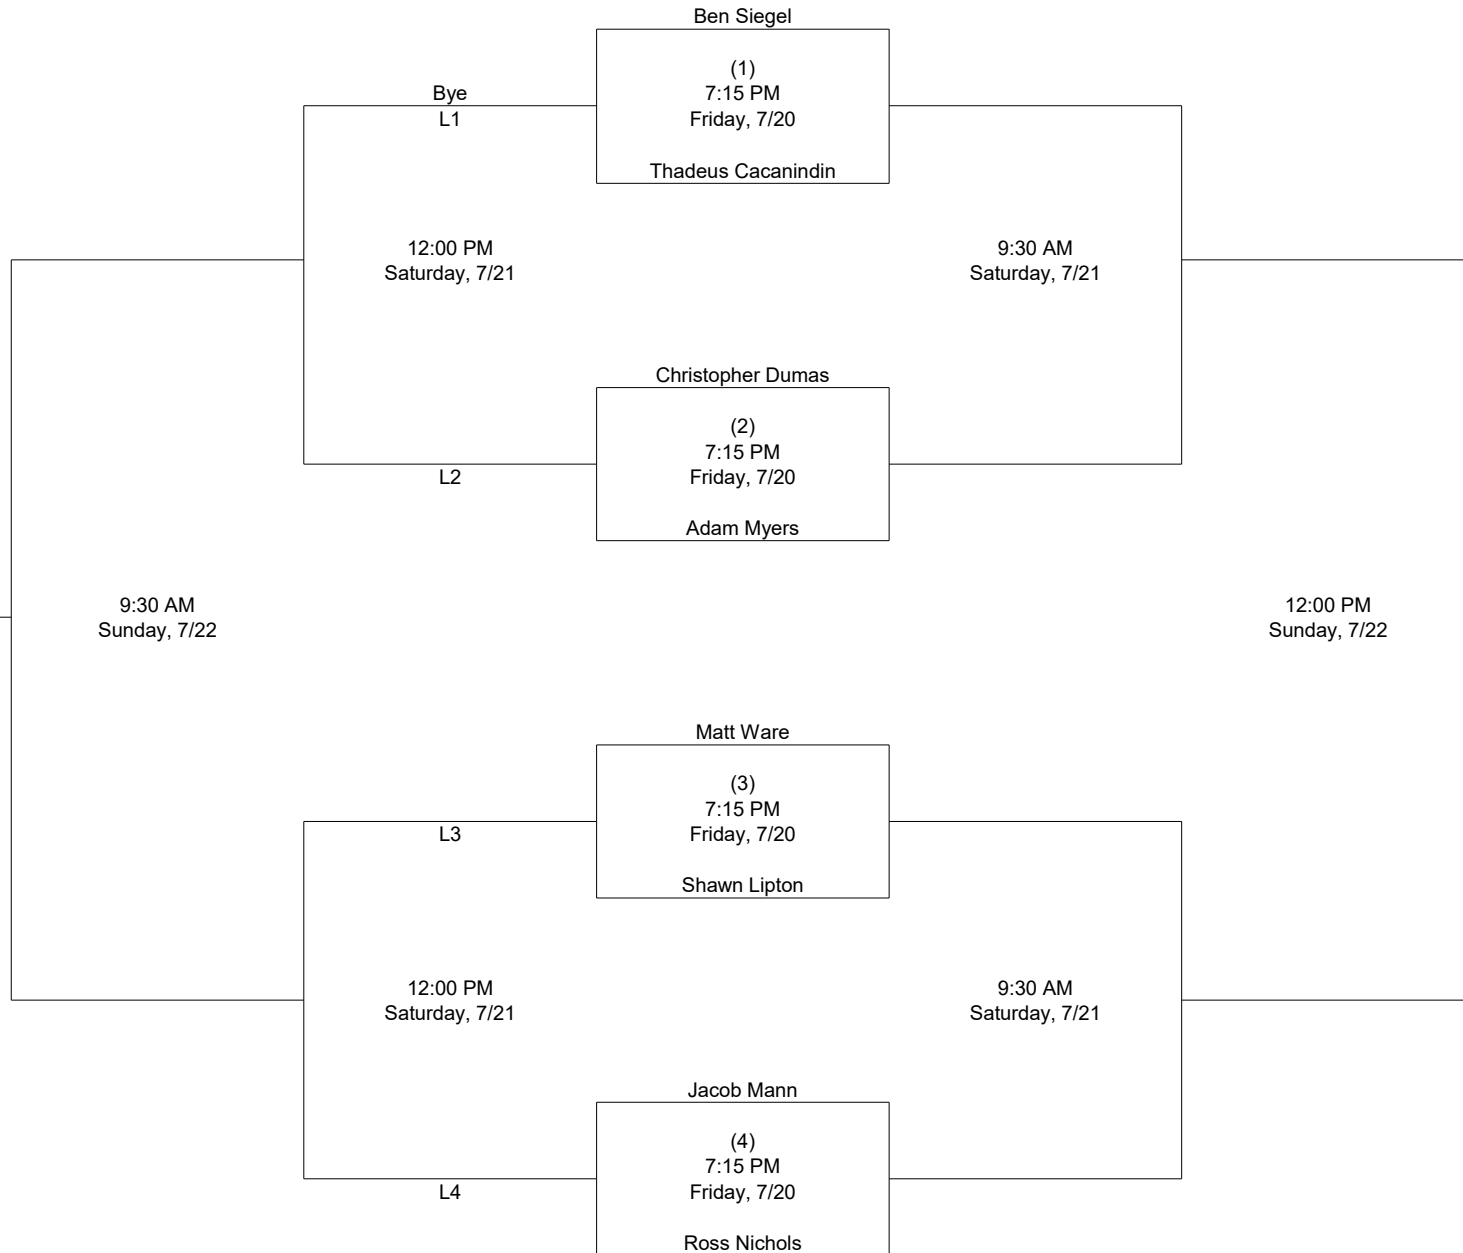 Ben Siegel
(1)
7:15 PM
Friday, 7/20
Thadeus Cacanindin
Bye
L1
12:00 PM
Saturday, 7/21
9:30 AM
Saturday, 7/21
Christopher Dumas
(2)
7:15 PM
Friday, 7/20
Adam Myers
L2
9:30 AM
Sunday, 7/22
12:00 PM
Sunday, 7/22
Matt Ware
(3)
7:15 PM
Friday, 7/20
Shawn Lipton
L3
12:00 PM
Saturday, 7/21
9:30 AM
Saturday, 7/21
Jacob Mann
(4)
7:15 PM
Friday, 7/20
Ross Nichols
L4